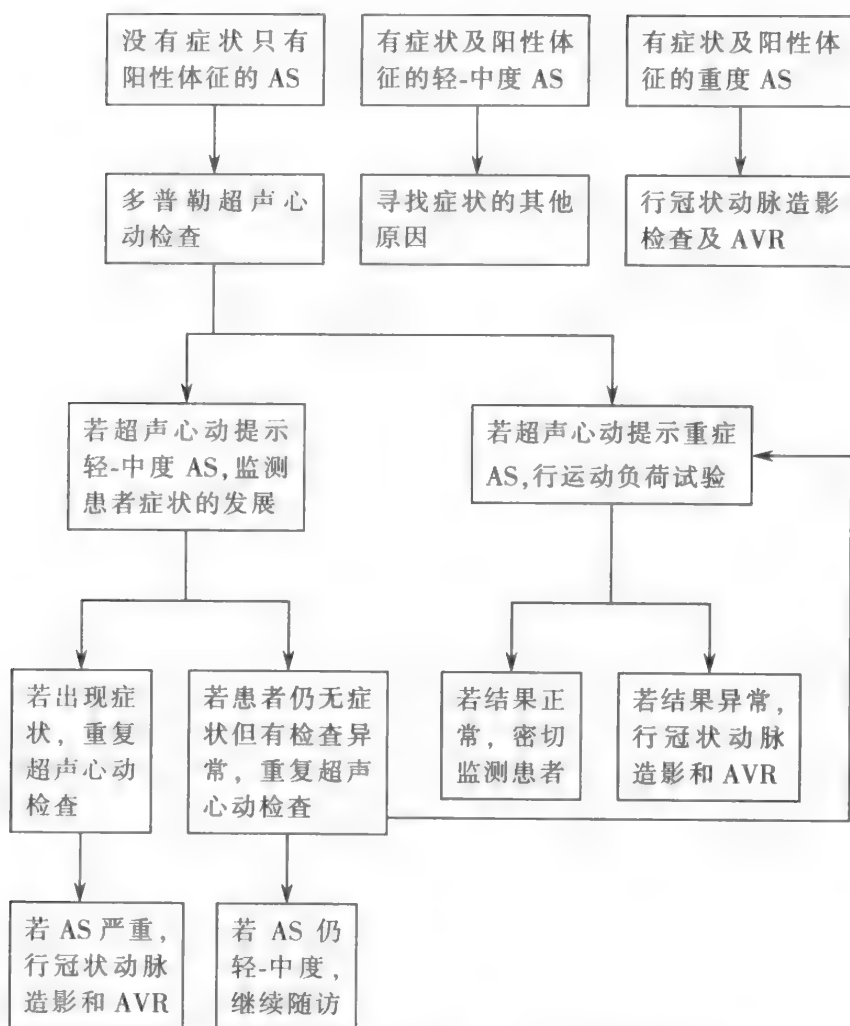 没有症状只有
阳性体征的 AS
有症状及阳性体
征的轻-中度 AS
有症状及阳性体
征的重度 AS
多普勒超声心
动检查
寻找症状的其他
原因
行冠状动脉造影
检查及 AVR
若超声心动提示
轻-中度 AS,监测
患者症状的发展
若超声心动提示重症
AS,行运动负荷试验
若出现症
状，重复
超声心动
检查
若患者仍无症
状但有检查异
常，重复超声
心动检查
若结果正
常，密切
监测患者
若结果异常，
行冠状动脉
造影和 AVR
若 AS 严重，
行冠状动脉
造影和 AVR
若 AS 仍
轻-中度，
继续随访